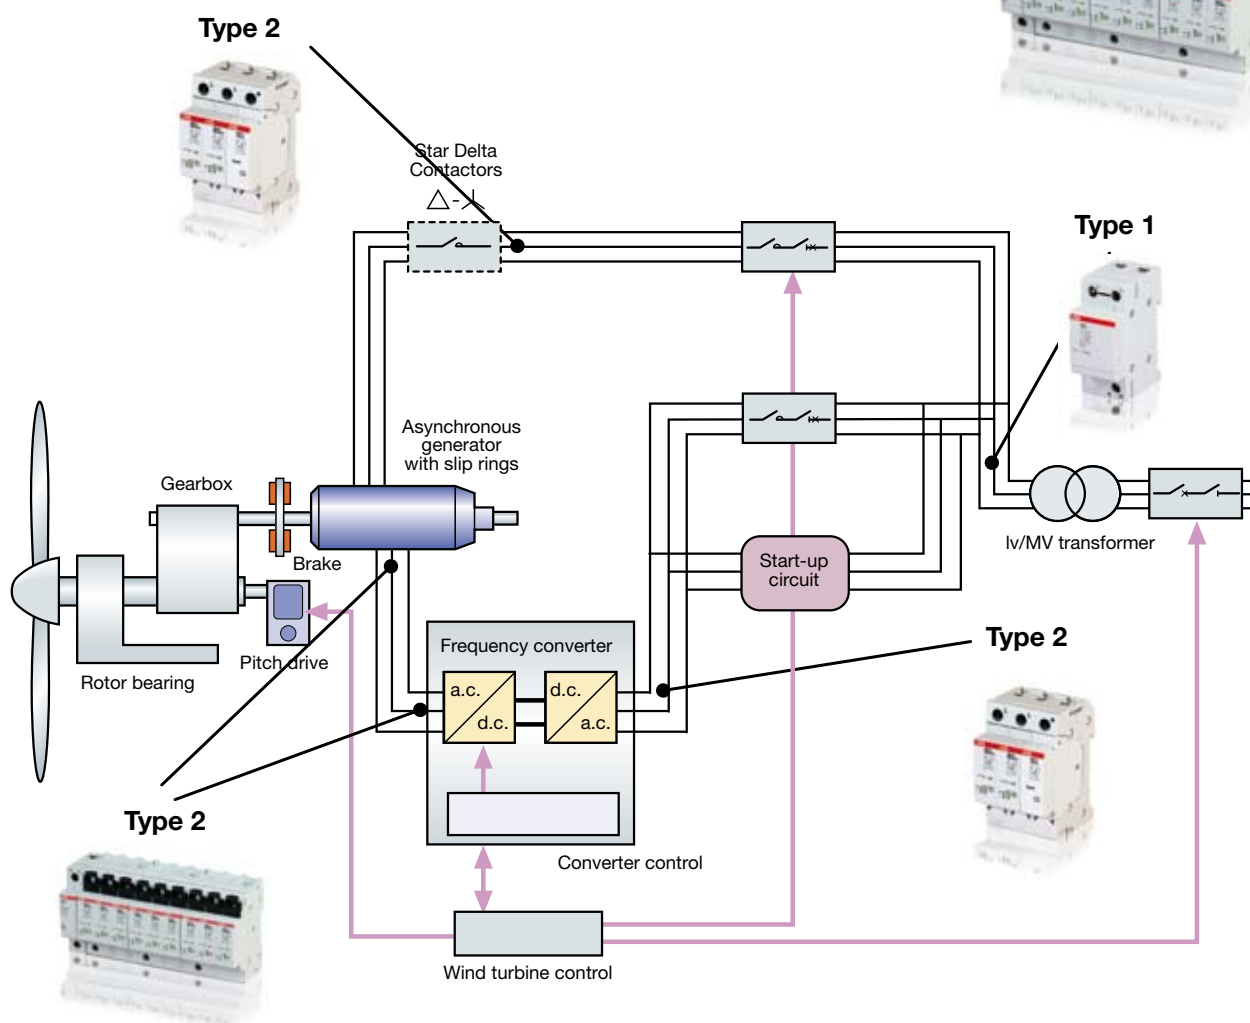 Type 2
Star Delta
Contactors
Type 1
Asynchronous
generator
with slip rings
Gearbox
Brake
lv/MV transformer
Start-up
circuit
Type 2
Frequency converter
Pitch drive
Rotor bearing
a.c.
d.c.
d.c.
a.c.
Type 2
Converter control
Wind turbine control